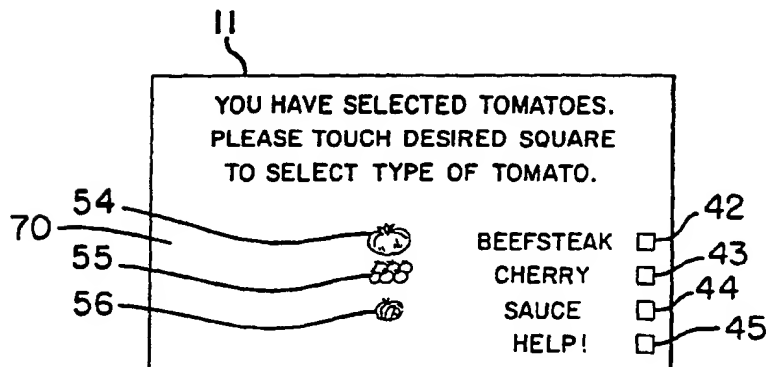 11
YOU HAVE SELECTED TOMATOES.
PLEASE TOUCH DESIRED SQUARE
TO SELECT TYPE OF TOMATO.
54
70
55
56
BEEFSTEAK
42
CHERRY
43
SAUCE
44
HELP!
45